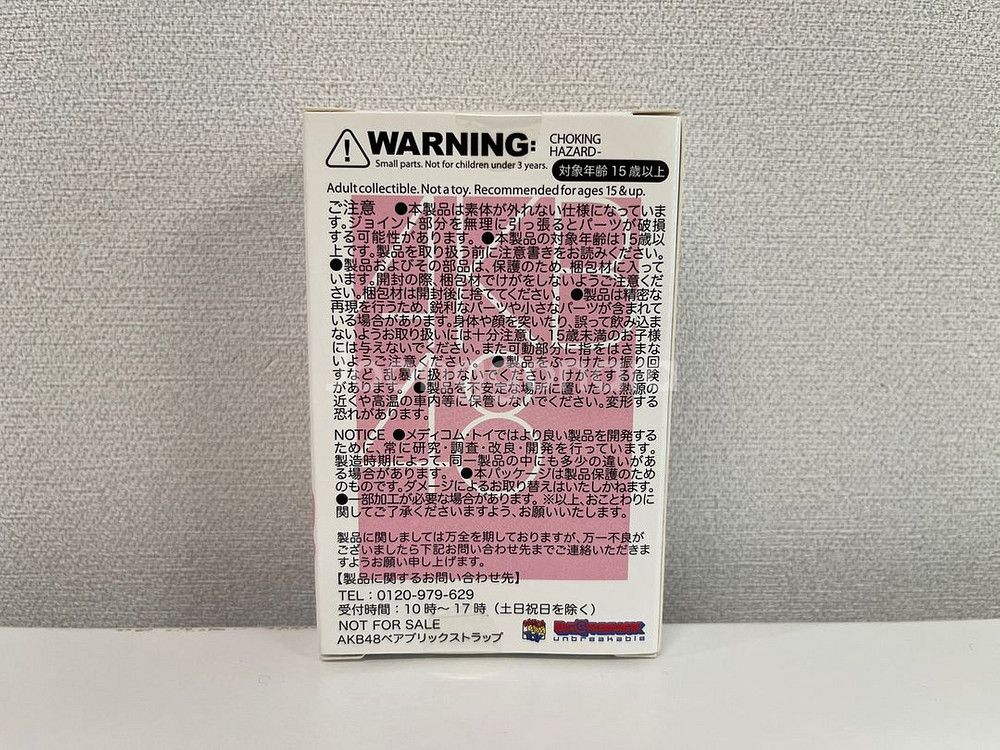 WARNING:
CHOKING
HAZARD-
Small parts. Not for children under 3 years.
対象年齢 15 歳以上
Adult collectible. Not a toy. Recommended for ages 15 & up.
ご注意 ●本製品は素体が外れない仕様になっていま
す。ジョイント部分を無理に引っ張るとパーツが破損
する可能性があります。●本製品の対象年齢は15歳以
上です。製品を取り扱う前に注意書きをお読みください。
●製品およびその部品は、保護のため、梱包材に入って
います。開封の際、梱包材でけがをしないようご注意くだ
さい。梱包材は開封後に捨ててください。 ●製品は精密な
再現を行うため、鋭利なパーツや小さなパーツが含まれて
いる場合があります。身体や顔を突いたり、誤って飲み込ま
ないようお取り扱いには十分注意し、15歳未満のお子様
には与えないでください。また可動部分に指をはさまな
いようご注意ください。 ●製品をぶつけたり振り回
すなど、乱暴に扱わないでください。けがをする危険
があります。 ●製品を不安定な場所に置いたり、熱源の
近くや高温の車内等に保管しないでください。変形する
恐れがあります。
NOTICE ●メディコム・トイではより良い製品を開発する
ために、常に研究・調査・改良・開発を行っています。
製造時期によって、同一製品の中にも多少の違いがあ
る場合があります。 ●本パッケージは製品保護のため
のものです。ダメージによるお取り替えはいたしかねます。
●一部加工が必要な場合があります。※以上、おことわりに
関してご了承くださいますよう、お願いいたします。
製品に関しましては万全を期しておりますが、万一不良が
ございましたら下記お問い合わせ先までご連絡いただきま
すようお願い申し上げます。
【製品に関するお問い合わせ先】
TEL：0120-979-629
受付時間：10時～17時（土日祝日を除く）
NOT FOR SALE
AKB48ベアブリックストラップ
BE@RBRICK
unbreakable